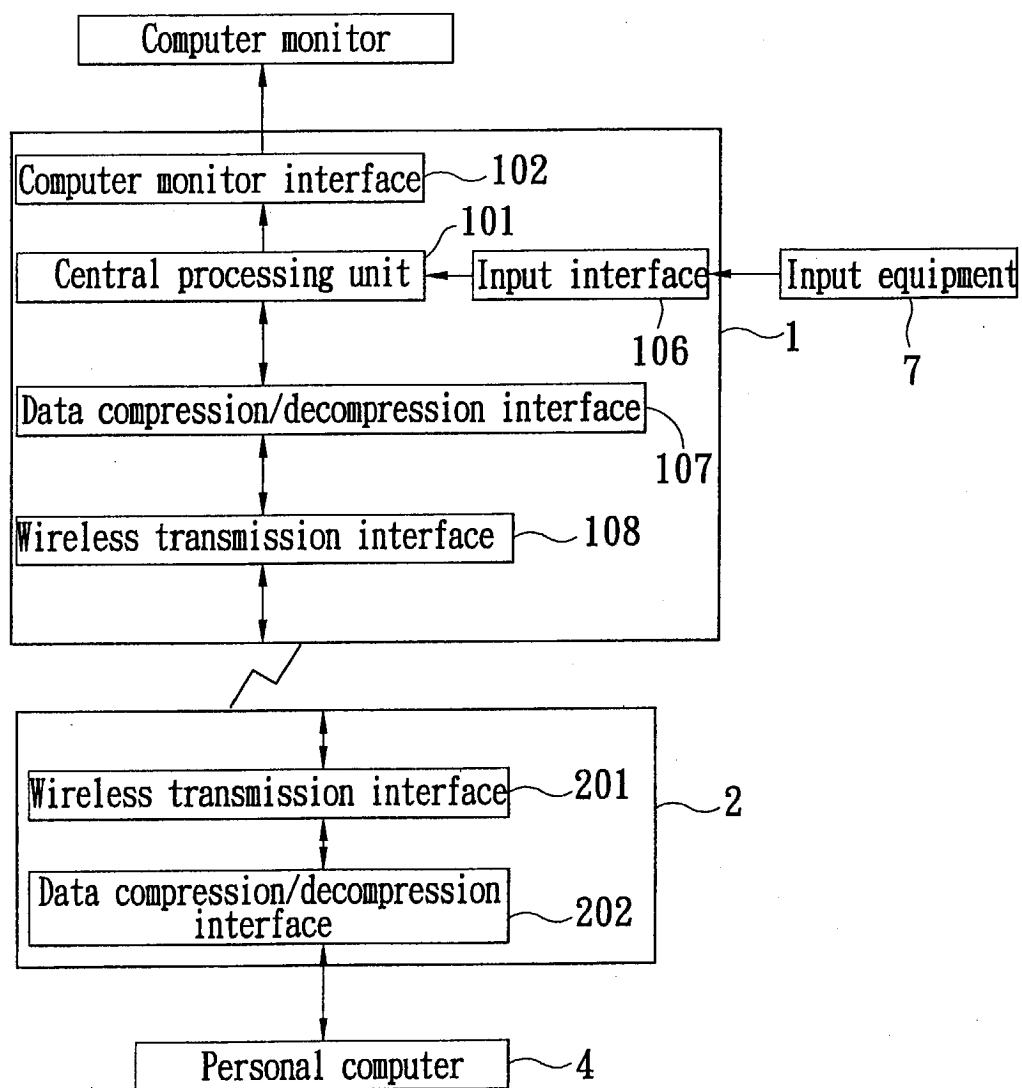 Computer monitor
Computer monitor interface
102
101
Central processing unit
Input interface
Input equipment
106
1
7
Data compression/decompression interface
107
Wireless transmission interface
108
Wireless transmission interface
201
2
Data compression/decompression
interface
202
Personal computer
4